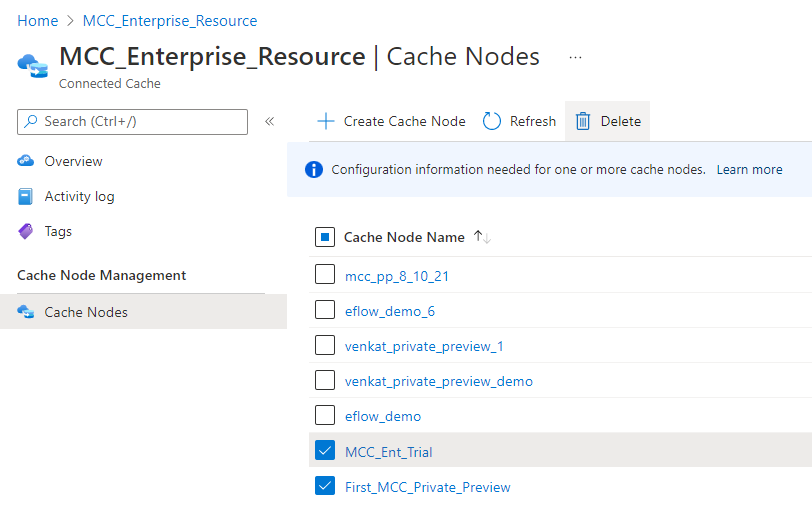 Home > MCC_Enterprise_Resource
MCC_Enterprise_Resource | Cache Nodes ...
Connected Cache
Search (Ctrl+/) «
Overview
Activity log
Tags
Cache Node Management
Cache Nodes
+ Create Cache Node Refresh Delete
Configuration information needed for one or more cache nodes. Learn more
Cache Node Name ↑↓
mcc_pp_8_10_21
eflow_demo_6
venkat_private_preview_1
venkat_private_preview_demo
eflow_demo
MCC_Ent_Trial
First_MCC_Private_Preview